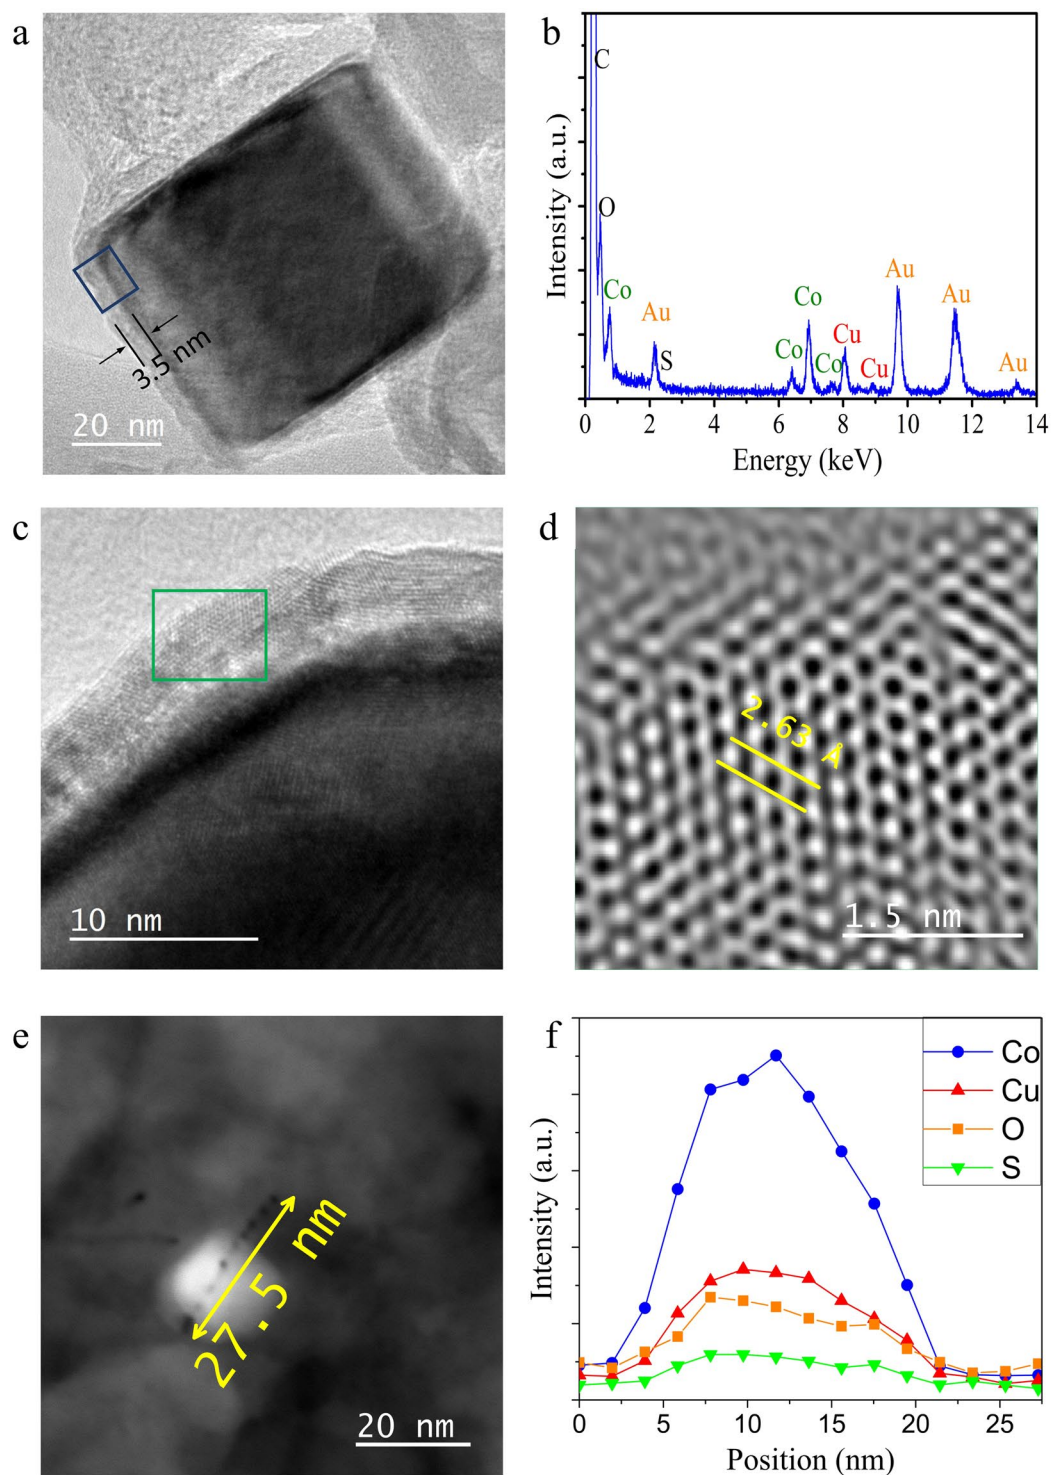 a
3.5 nm
20 nm
b
Intensity (a.u.)
C
O
Co
Au
S
Co
Co
Co
Cu
Cu
Au
Au
Au
0 2 4 6 8 10 12 14
Energy (keV)
c
10 nm
d
2.63 Å
1.5 nm
e
27.5 nm
20 nm
f
Intensity (a.u.)
Co
Cu
O
S
0 5 10 15 20 25
Position (nm)